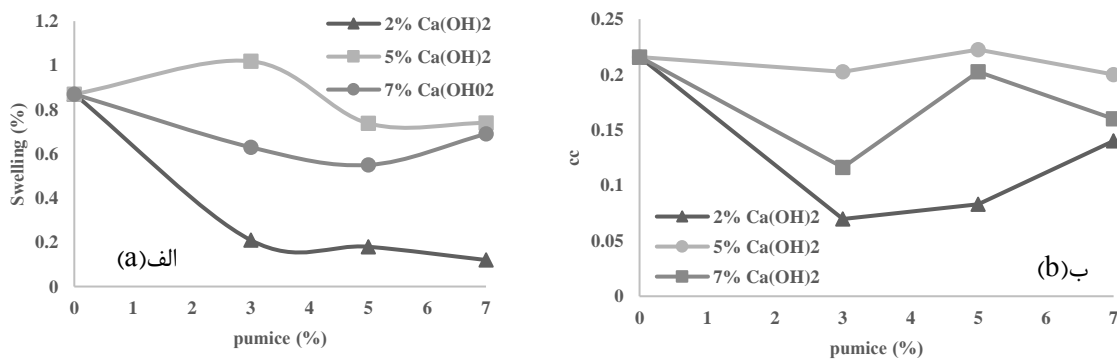 Swelling (%)
1.2
1
0.8
0.6
0.4
0.2
0
2% Ca(OH)2
5% Ca(OH)2
7% Ca(OH02
(a)الف
0 1 2 3 4 5 6 7
pumice (%)
cc
0.25
0.2
0.15
0.1
0.05
0
2% Ca(OH)2
5% Ca(OH)2
7% Ca(OH)2
(b)ب
0 1 2 3 4 5 6 7
pumice (%)